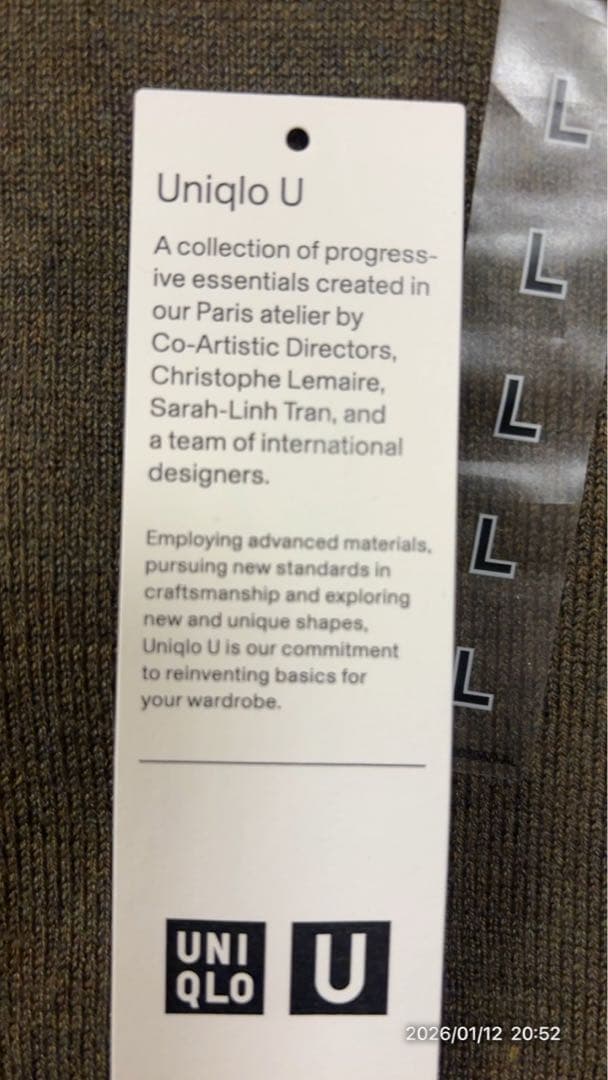 Uniqlo U
A collection of progress-
ive essentials created in
our Paris atelier by
Co-Artistic Directors,
Christophe Lemaire,
Sarah-Linh Tran, and
a team of international
designers.
Employing advanced materials,
pursuing new standards in
craftsmanship and exploring
new and unique shapes,
Uniqlo U is our commitment
to reinventing basics for
your wardrobe.
UNI
QLO
U
L
L
L
L
L
2026/01/12 20:52